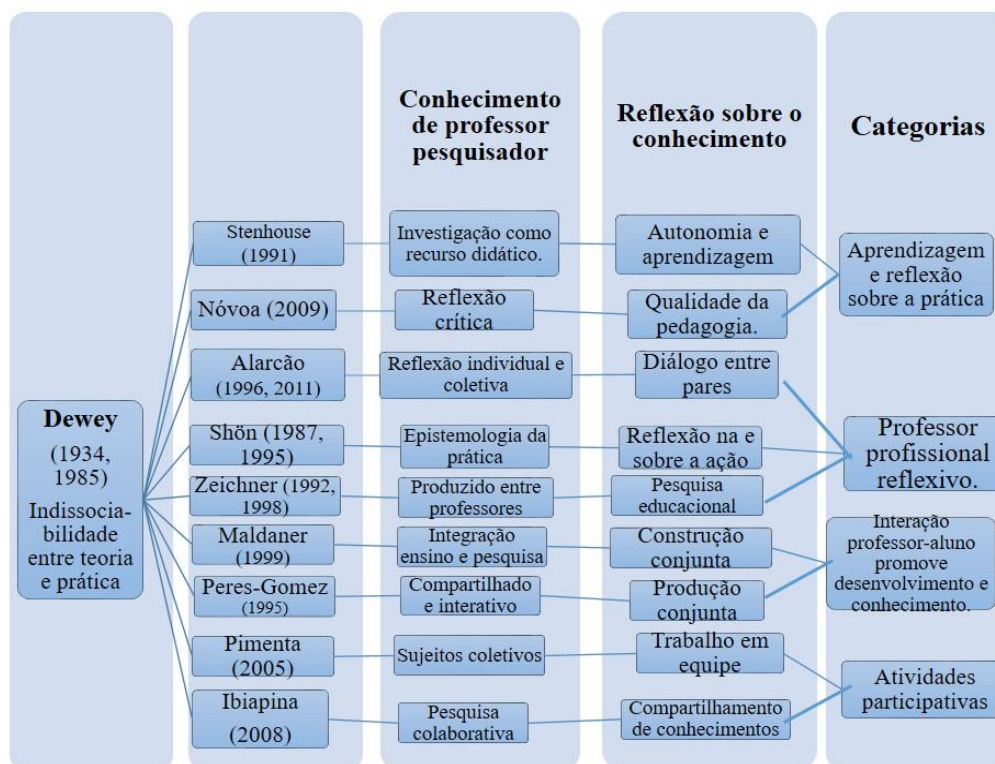 Conhecimento
de professor
pesquisador
Reflexão sobre o
conhecimento
Categorias
Dewey
(1934,
1985)
Indissocia-
bilidade
entre teoria
e prática
Stenhouse
(1991)
Investigação como
recurso didático.
Autonomia e
aprendizagem
Nóvoa (2009)
Reflexão
crítica
Qualidade da
pedagogia.
Aprendizagem
e reflexão
sobre a prática
Alarcão
(1996, 2011)
Reflexão individual e
coletiva
Diálogo entre
pares
Shön (1987,
1995)
Epistemologia da
prática
Reflexão na e
sobre a ação
Zeichner (1992,
1998)
Produzido entre
professores
Pesquisa
educacional
Professor
profissional
reflexivo.
Maldaner
(1999)
Integração
ensino e pesquisa
Construção
conjunta
Peres-Gomez
(1995)
Compartilhado
e interativo
Produção
conjunta
Interação
professor-aluno
promove
desenvolvimento e
conhecimento.
Pimenta
(2005)
Sujeitos coletivos
Trabalho em
equipe
Ibiapina
(2008)
Pesquisa
colaborativa
Compartilhamento
de conhecimentos
Atividades
participativas